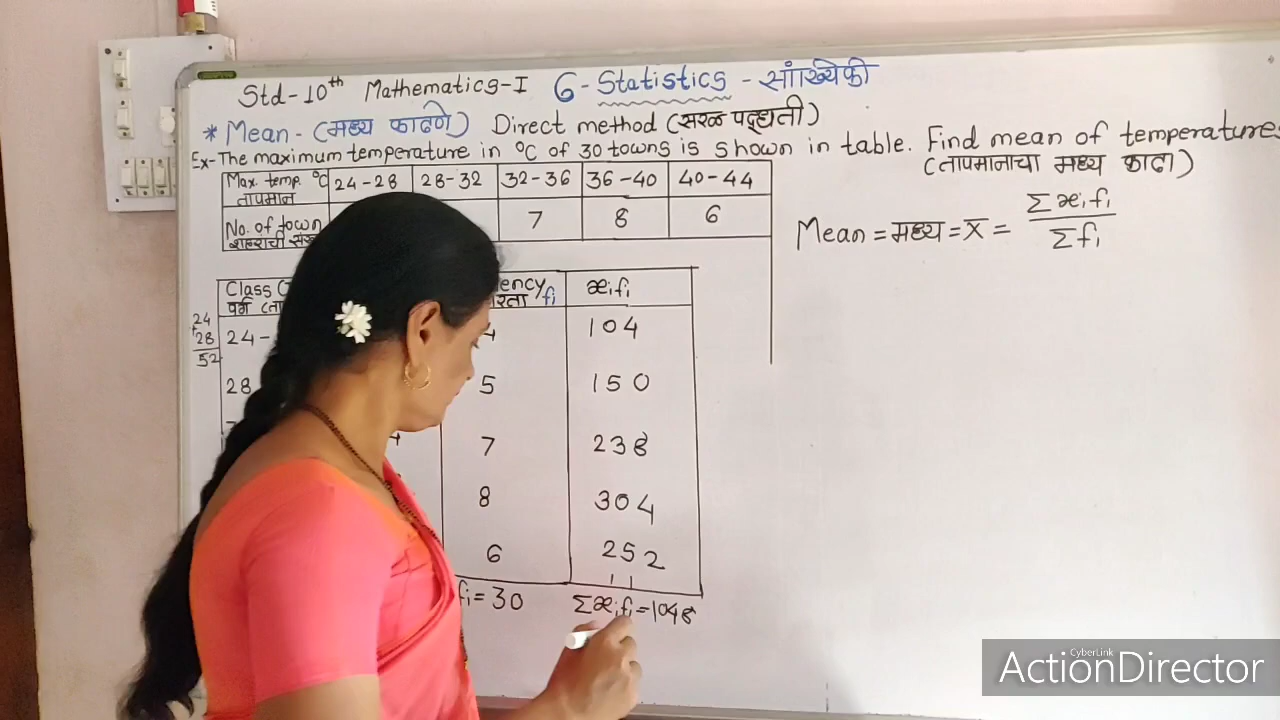 Std-10th Mathematics-I 6-Statistics-सांख्यिकी
* Mean-(मध्य काढणे) Direct method (सरळ पद्धती)
Ex-The maximum temperature in °C of 30 towns is shown in table. Find mean of temperature
(तापमानाचा मध्य काढा)
Max. temp. °C 24-28 28-32 32-36 36-40 40-44
तापमान
No. of town 7 8 6
Mean = मध्य = x̅ = Σxifi / Σfi
Class fi xifi
वर्ग
24
+28
52
24- 104
28 5 150
7 238
8 304
6 252
fi=30 Σxifi=1048
CyberLink
ActionDirector